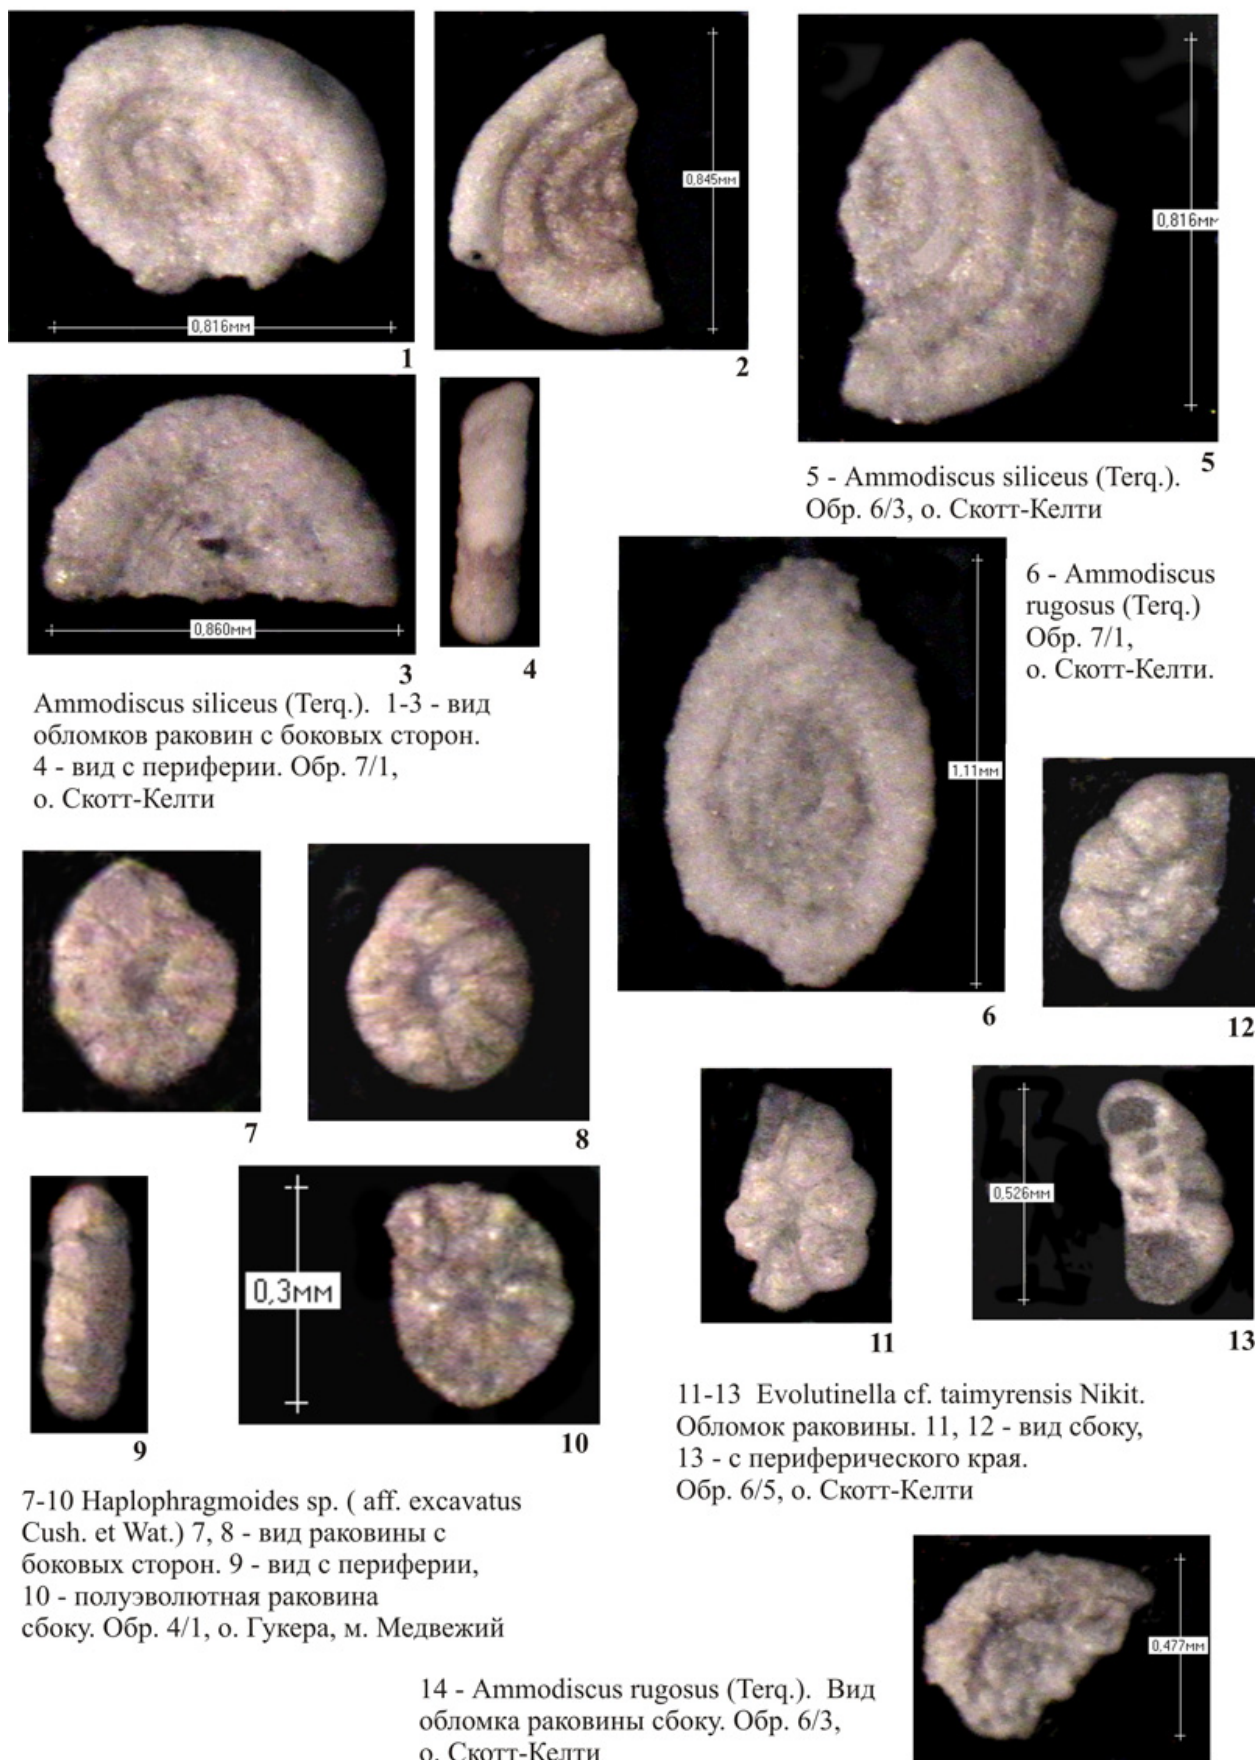 0,816мм
1
0,845мм
2
0,816мм
5
5 - Ammodiscus siliceus (Terq.).
Обр. 6/3, о. Скотт-Келти
0,860мм
3
4
Ammodiscus siliceus (Terq.).  1-3 - вид
обломков раковин с боковых сторон.
4 - вид с периферии. Обр. 7/1,
о. Скотт-Келти
6 - Ammodiscus
rugosus (Terq.)
Обр. 7/1,
о. Скотт-Келти.
1,11мм
6
12
7
8
9
0,3мм
10
11
0,526мм
13
7-10 Haplophragmoides sp. ( aff. excavatus
Cush. et Wat.) 7, 8 - вид раковины с
боковых сторон. 9 - вид с периферии,
10 - полуэволютная раковина
сбоку. Обр. 4/1, о. Гукера, м. Медвежий
11-13  Evolutinella cf. taimyrensis Nikit.
Обломок раковины. 11, 12 - вид сбоку,
13 - с периферического края.
Обр. 6/5, о. Скотт-Келти
0,477мм
14 - Ammodiscus rugosus (Terq.).  Вид
обломка раковины сбоку. Обр. 6/3,
о. Скотт-Келти